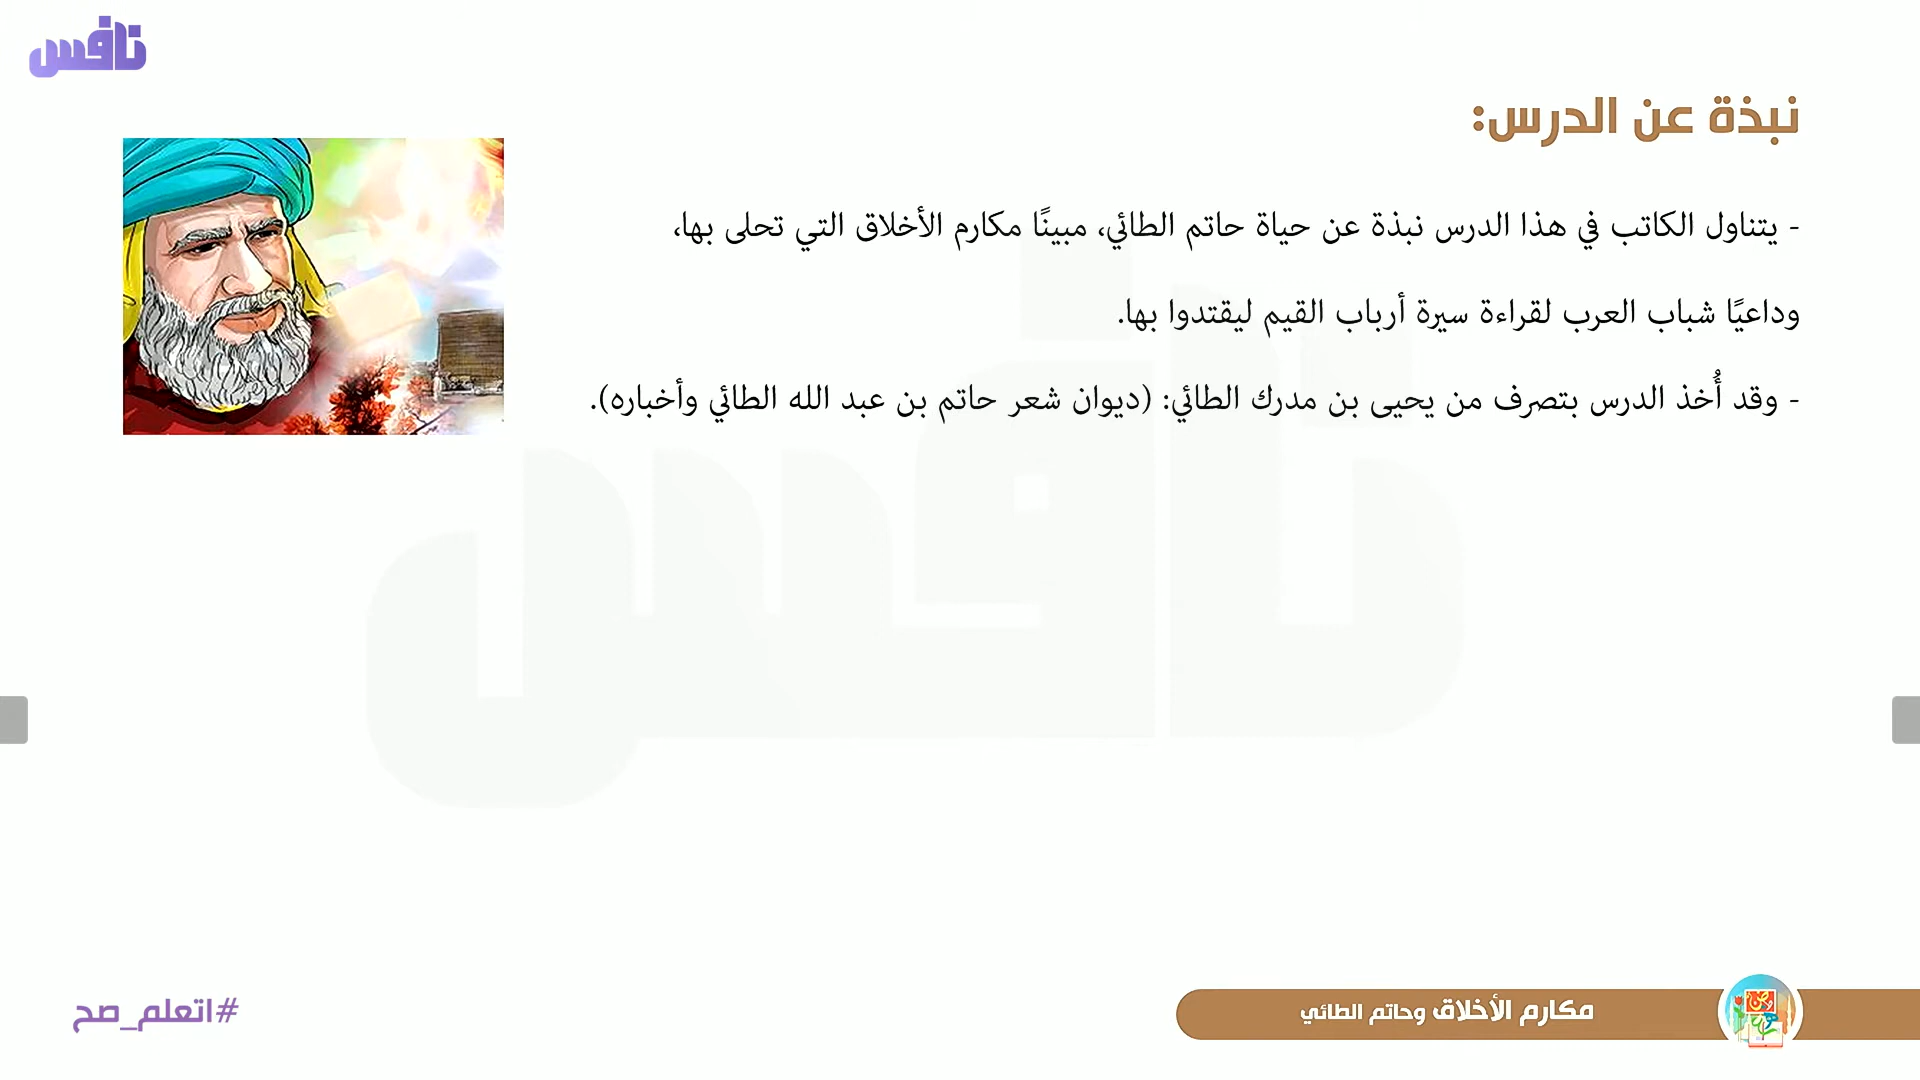 نافس
نبذة عن الدرس:
- يتناول الكاتب في هذا الدرس نبذة عن حياة حاتم الطائي، مبينًا مكارم الأخلاق التي تحلى بها،
وداعيًا شباب العرب لقراءة سيرة أرباب القيم ليقتدوا بها.
- وقد أُخذ الدرس بتصرف من يحيى بن مدرك الطائي: (ديوان شعر حاتم بن عبد الله الطائي وأخباره).
نافس
مكارم الأخلاق وحاتم الطائي
#اتعلم_صح